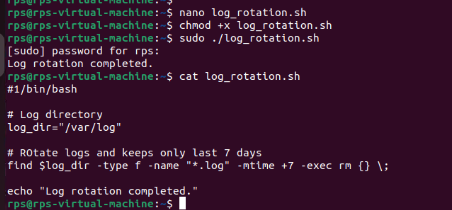 rps@rps-virtual-machine:~$ nano log_rotation.sh
rps@rps-virtual-machine:~$ chmod +x log_rotation.sh
rps@rps-virtual-machine:~$ sudo ./log_rotation.sh
[sudo] password for rps:
Log rotation completed.
rps@rps-virtual-machine:~$ cat log_rotation.sh
#1/bin/bash

# Log directory
log_dir="/var/log"

# ROtate logs and keeps only last 7 days
find $log_dir -type f -name "*.log" -mtime +7 -exec rm {} \;

echo "Log rotation completed."
rps@rps-virtual-machine:~$